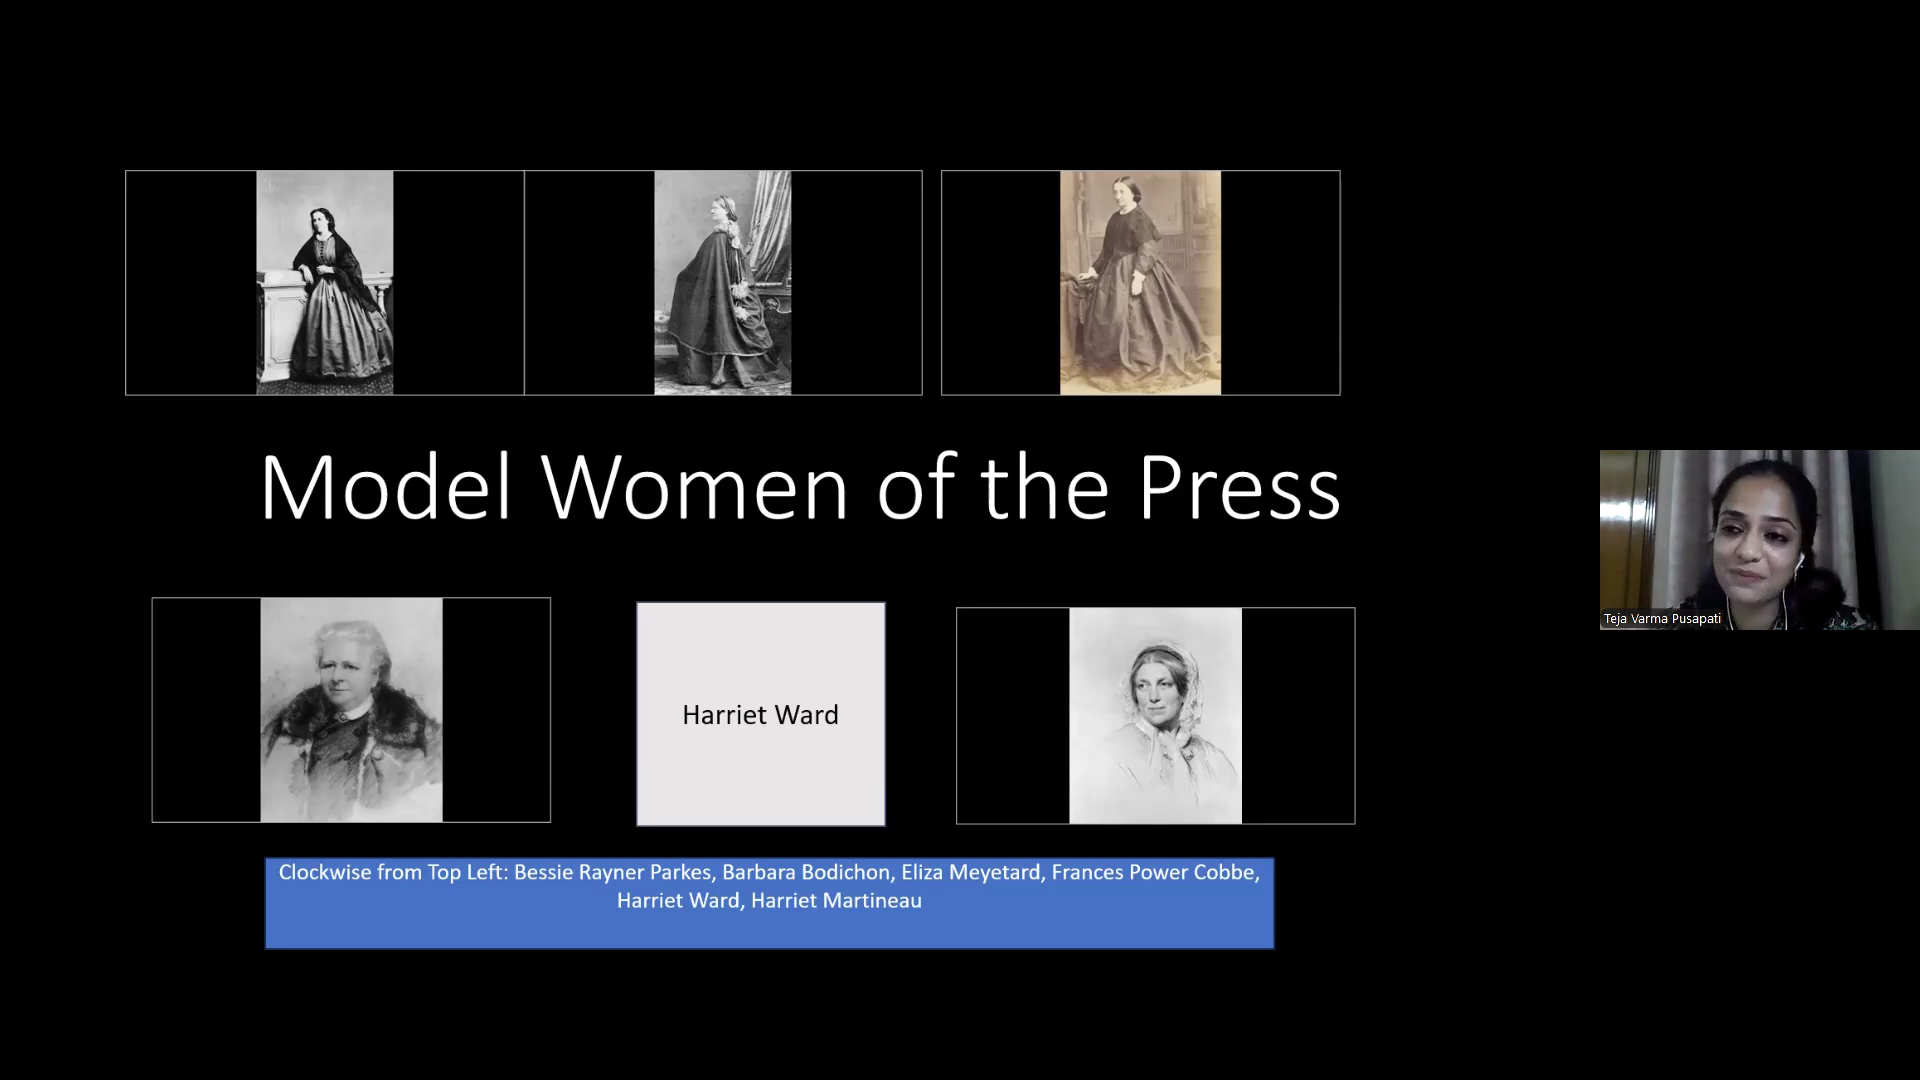 Model Women of the Press
Harriet Ward
Clockwise from Top Left: Bessie Rayner Parkes, Barbara Bodichon, Eliza Meyetard, Frances Power Cobbe,
Harriet Ward, Harriet Martineau
Teja Varma Pusapati